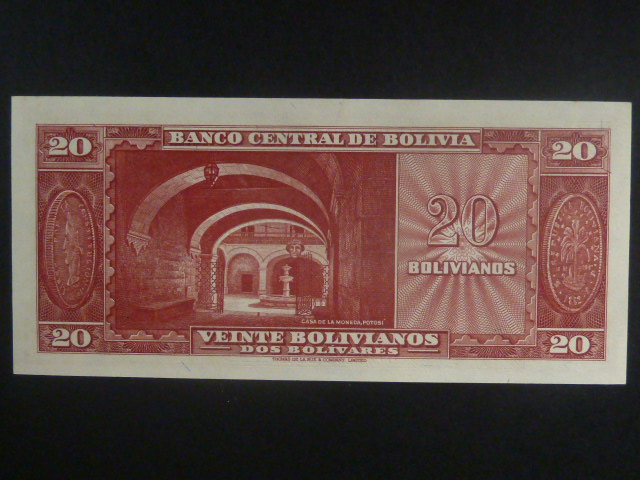 20 BANCO CENTRAL DE BOLIVIA 20
20
BOLIVIANOS
CASA DE LA MONEDA, POTOSI
20 VEINTE BOLIVIANOS 20
DOS BOLIVARES
THOMAS DE LA RUE & COMPANY, LIMITED